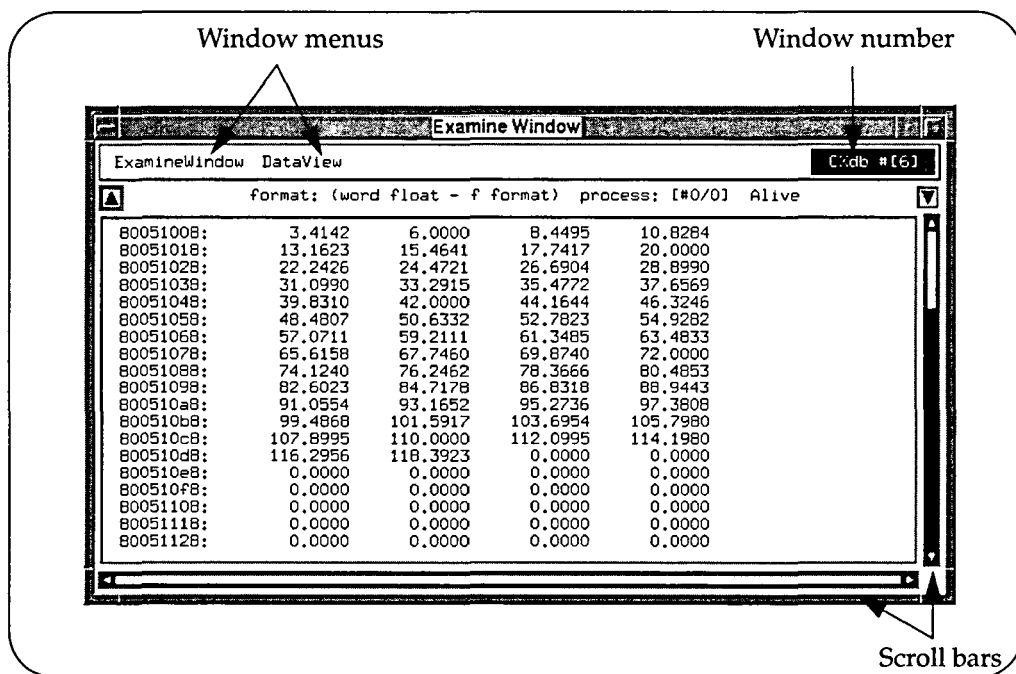 Window menus Window number
Examine Window
ExamineWindow DataView CXdb #[6]
format: (word float - f format) process: [#0/0] Alive
80051008: 3.4142 6.0000 8.4495 10.8284
80051018: 13.1623 15.4641 17.7417 20.0000
80051028: 22.2426 24.4721 26.6904 28.8990
80051038: 31.0990 33.2915 35.4772 37.6569
80051048: 39.8310 42.0000 44.1644 46.3246
80051058: 48.4807 50.6332 52.7823 54.9282
80051068: 57.0711 59.2111 61.3485 63.4833
80051078: 65.6158 67.7460 69.8740 72.0000
80051088: 74.1240 76.2462 78.3666 80.4853
80051098: 82.6023 84.7178 86.8318 88.9443
800510a8: 91.0554 93.1652 95.2736 97.3808
800510b8: 99.4868 101.5917 103.6954 105.7980
800510c8: 107.8995 110.0000 112.0995 114.1980
800510d8: 116.2956 118.3923 0.0000 0.0000
800510e8: 0.0000 0.0000 0.0000 0.0000
800510f8: 0.0000 0.0000 0.0000 0.0000
80051108: 0.0000 0.0000 0.0000 0.0000
80051118: 0.0000 0.0000 0.0000 0.0000
80051128: 0.0000 0.0000 0.0000 0.0000
Scroll bars